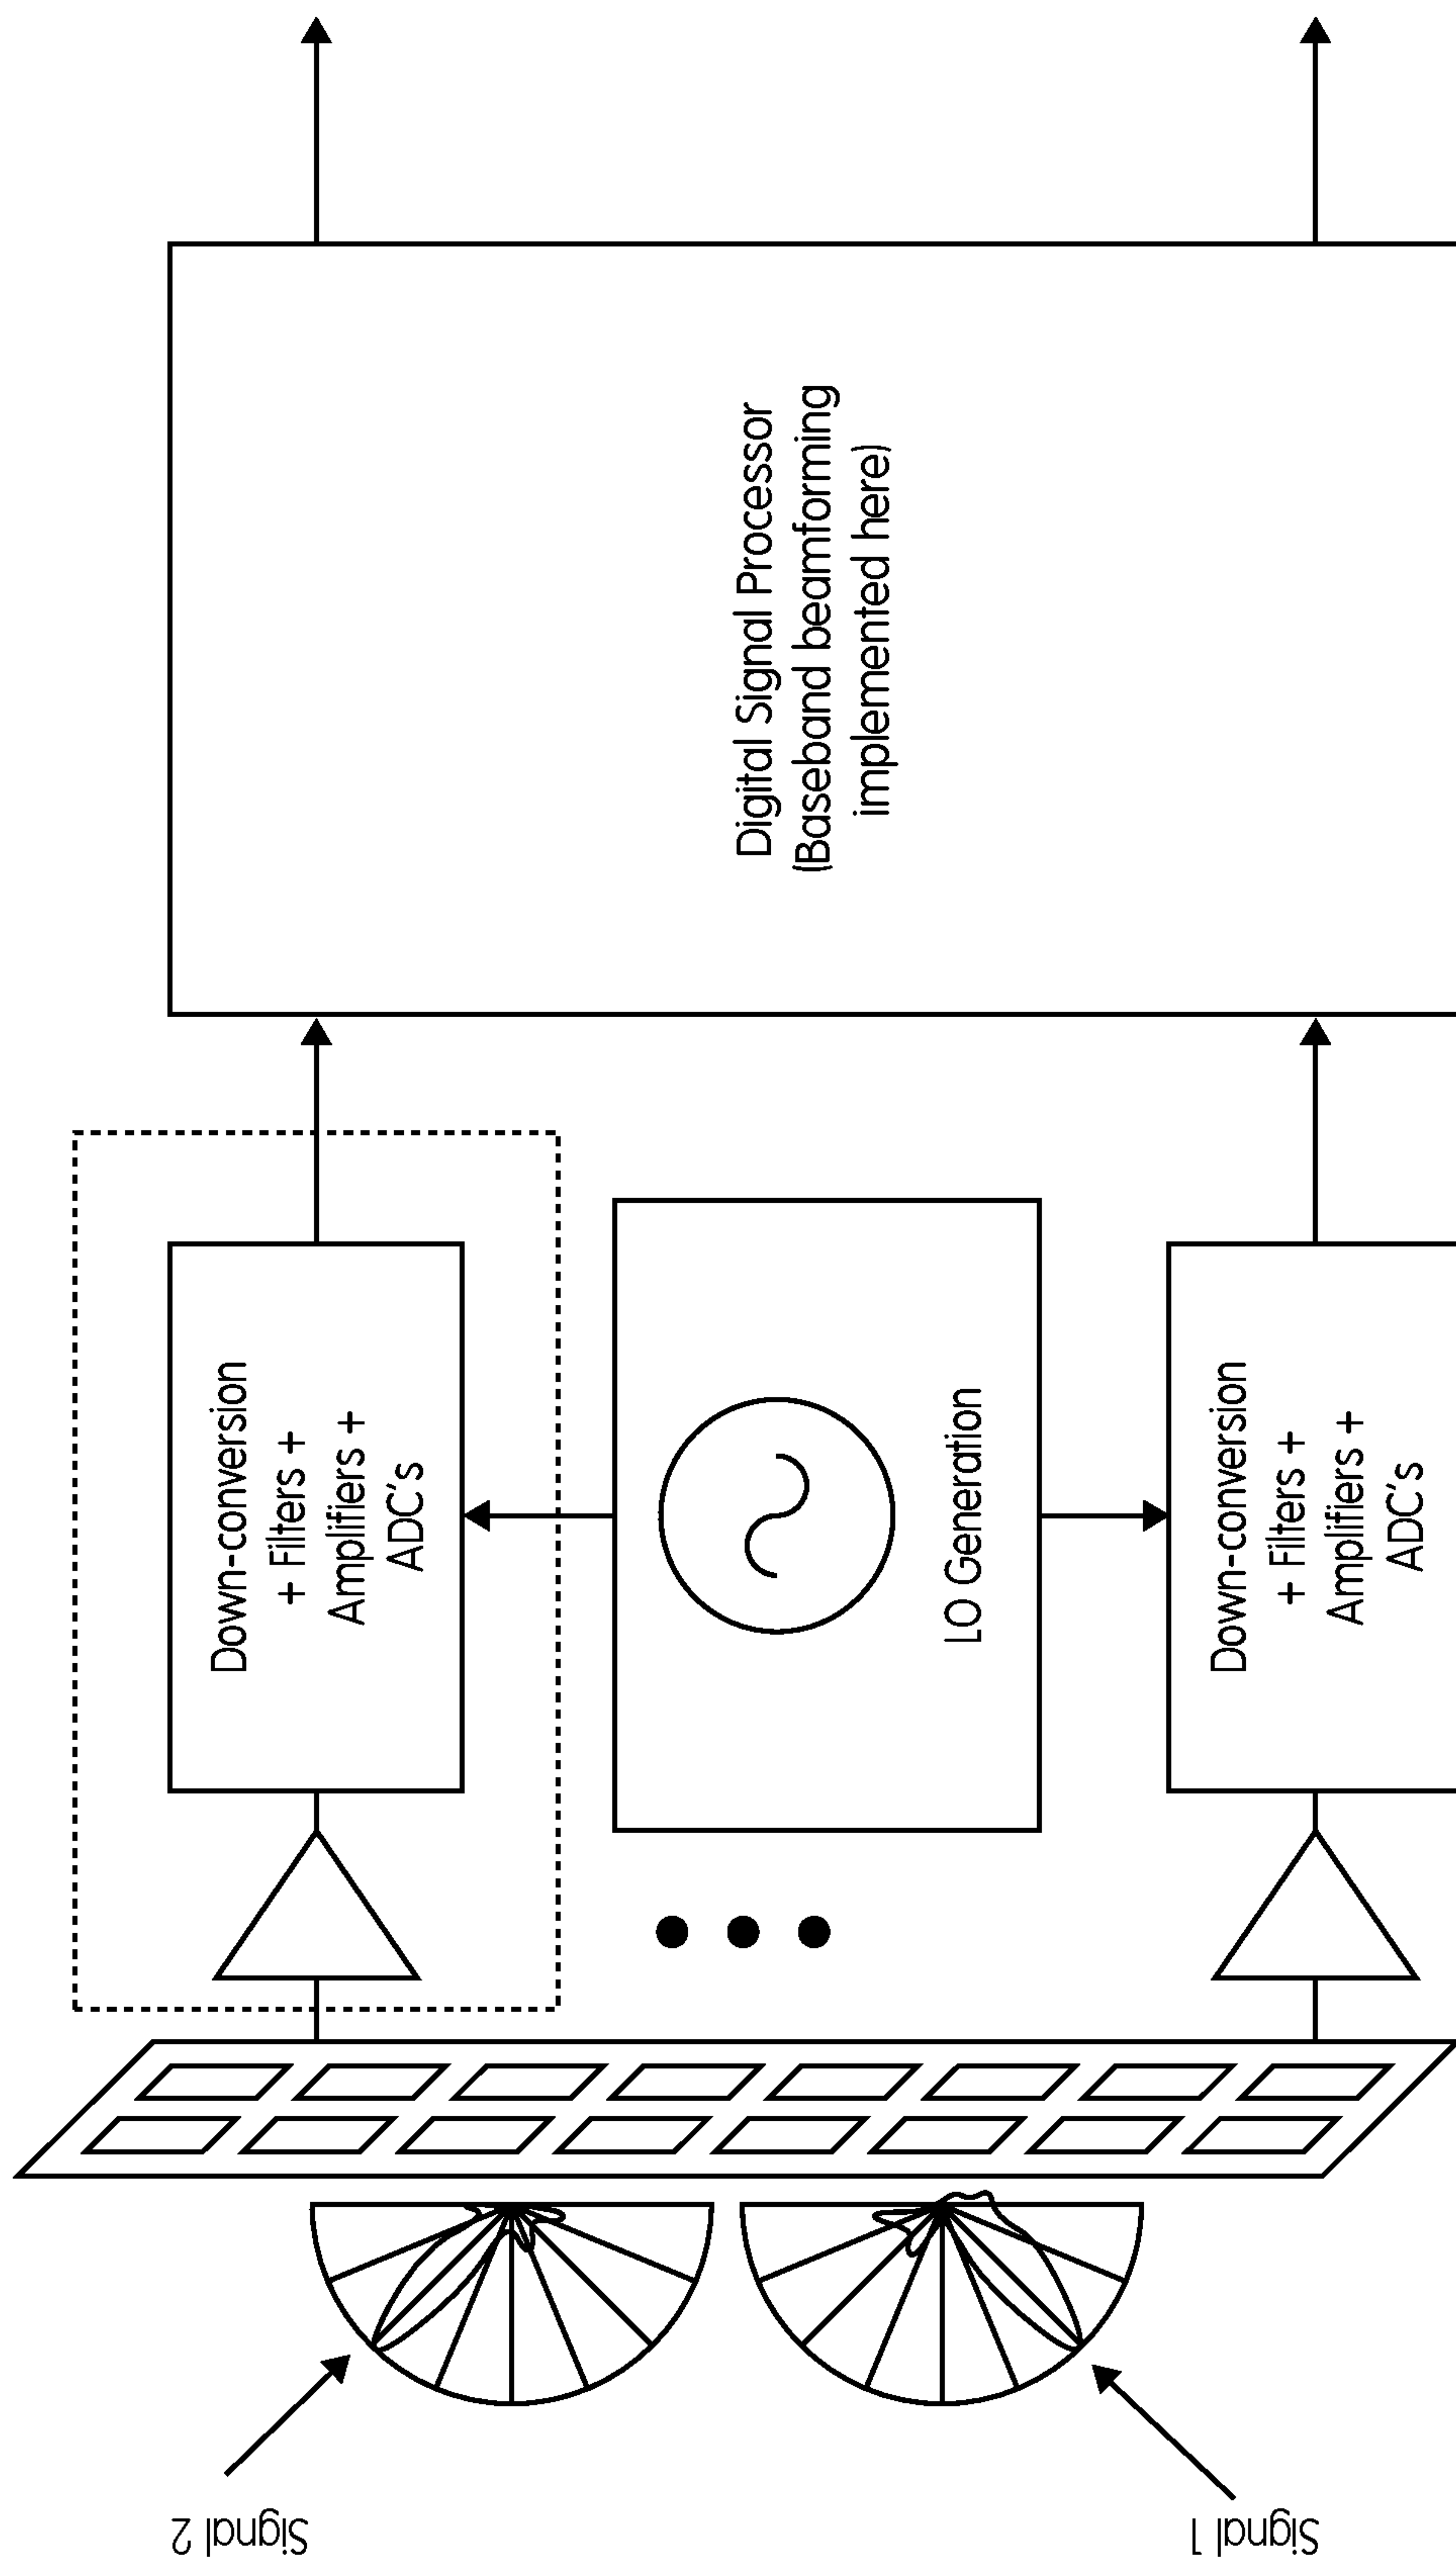 Signal 2
Signal 1
Down-conversion
+ Filters +
Amplifiers +
ADC's
LO Generation
Down-conversion
+ Filters +
Amplifiers +
ADC's
Digital Signal Processor
(Baseband beamforming
implemented here)